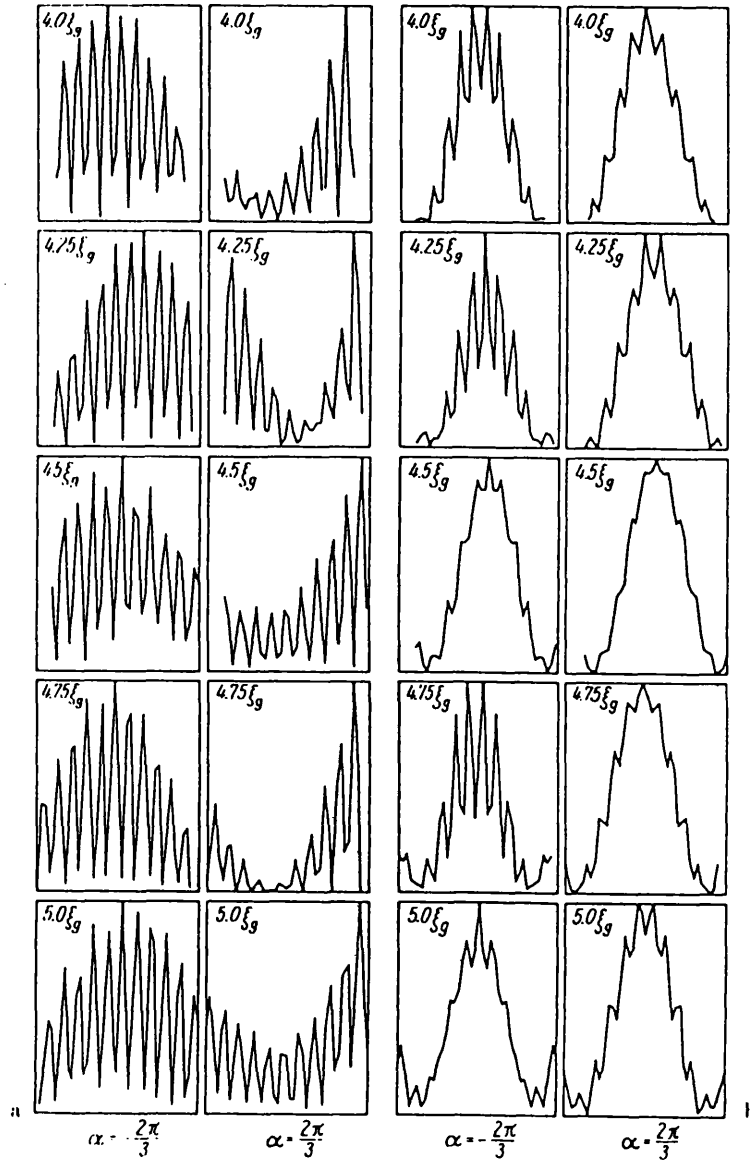 4.0ξg 4.0ξg 4.0ξg 4.0ξg
4.25ξg 4.25ξg 4.25ξg 4.25ξg
4.5ξg 4.5ξg 4.5ξg 4.5ξg
4.75ξg 4.75ξg 4.75ξg 4.75ξg
5.0ξg 5.0ξg 5.0ξg 5.0ξg
a
α = -2π/3 α = 2π/3 α = -2π/3 α = 2π/3